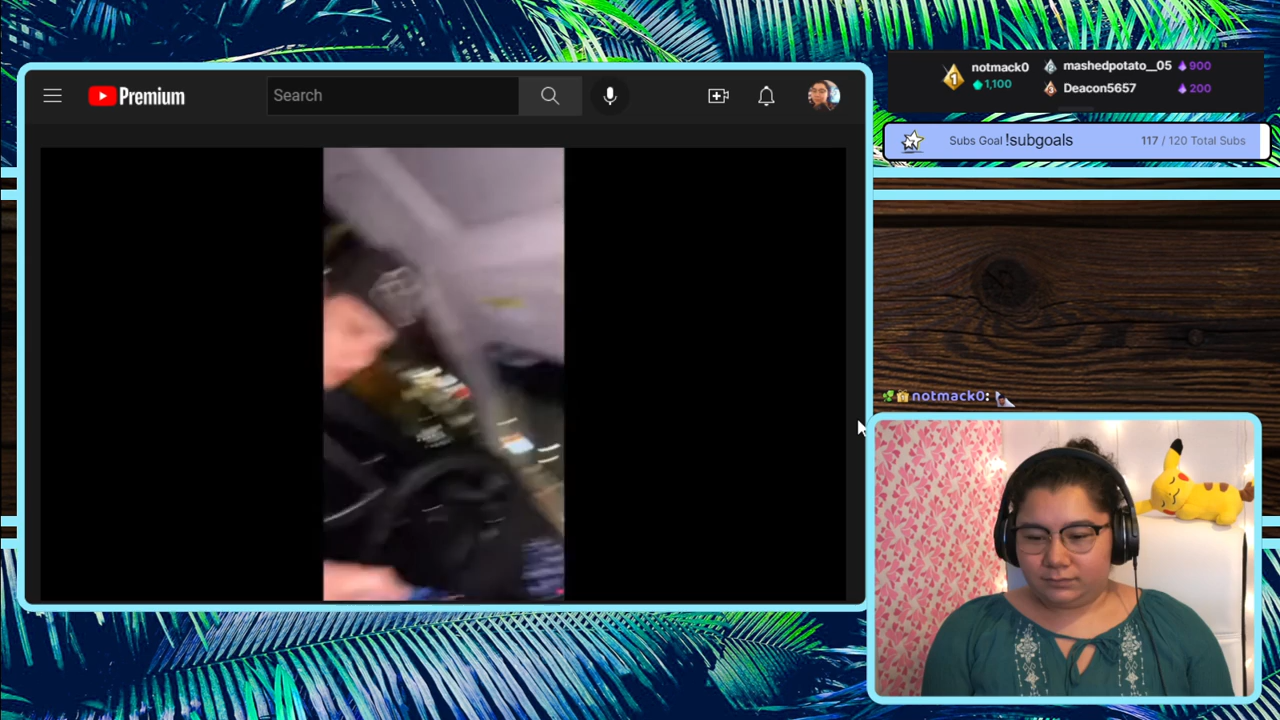 Premium
Search
notmack0
1,100
mashedpotato__05 900
Deacon5657 200
Subs Goal !subgoals 117 / 120 Total Subs
notmack0: